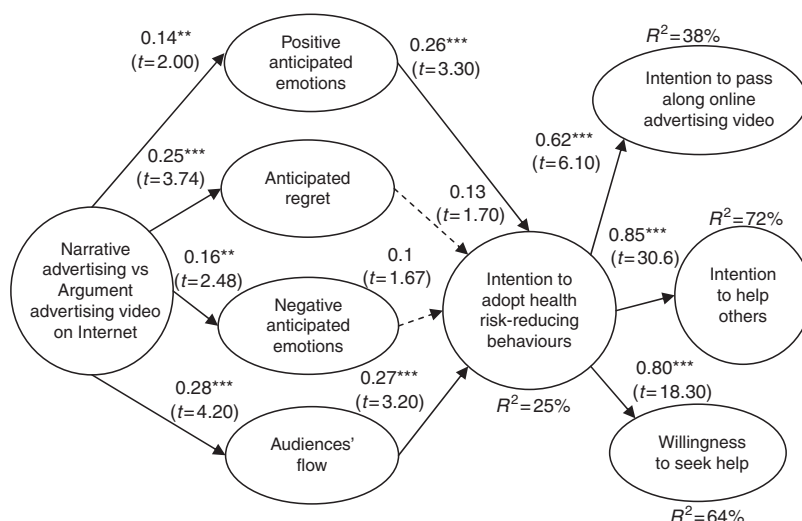 0.14**
(t=2.00)
Positive
anticipated
emotions
0.26***
(t=3.30)
R²=38%
Intention to pass
along online
advertising video
0.25***
(t=3.74)
Anticipated
regret
0.13
(t=1.70)
0.62***
(t=6.10)
Narrative
advertising vs
Argument
advertising video
on Internet
0.16**
(t=2.48)
Negative
anticipated
emotions
0.1
(t=1.67)
Intention to
adopt health
risk-reducing
behaviours
R²=25%
0.85***
(t=30.6)
R²=72%
Intention
to help
others
0.28***
(t=4.20)
Audiences'
flow
0.27***
(t=3.20)
0.80***
(t=18.30)
Willingness
to seek help
R²=64%